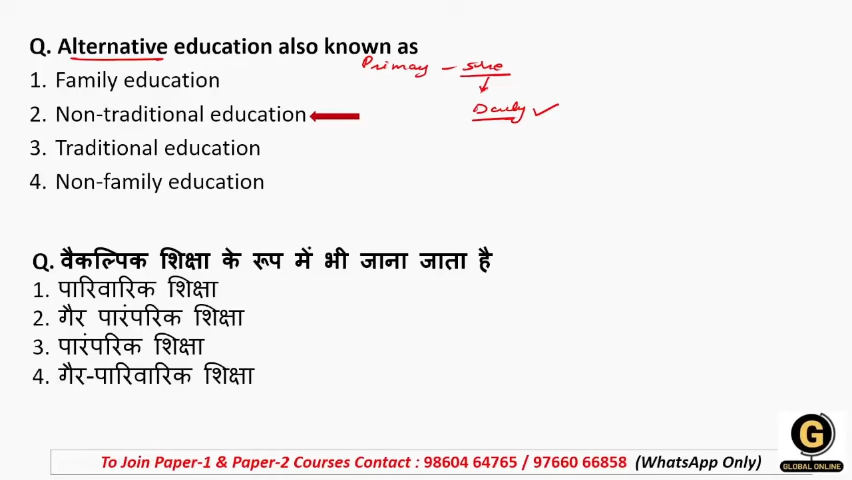 Q. Alternative education also known as
1. Family education
Primay -
2. Non-traditional education
3. Traditional education
4. Non-family education
Q. वैकल्पिक शिक्षा के रूप में भी जाना जाता है
1. पारिवारिक शिक्षा
2. गैर पारंपरिक शिक्षा
3. पारंपरिक शिक्षा
4. गैर-पारिवारिक शिक्षा
G
GLOBAL ONLINE
To Join Paper-1 & Paper-2 Courses Contact : 98604 64765 / 97660 66858 (WhatsApp Only)